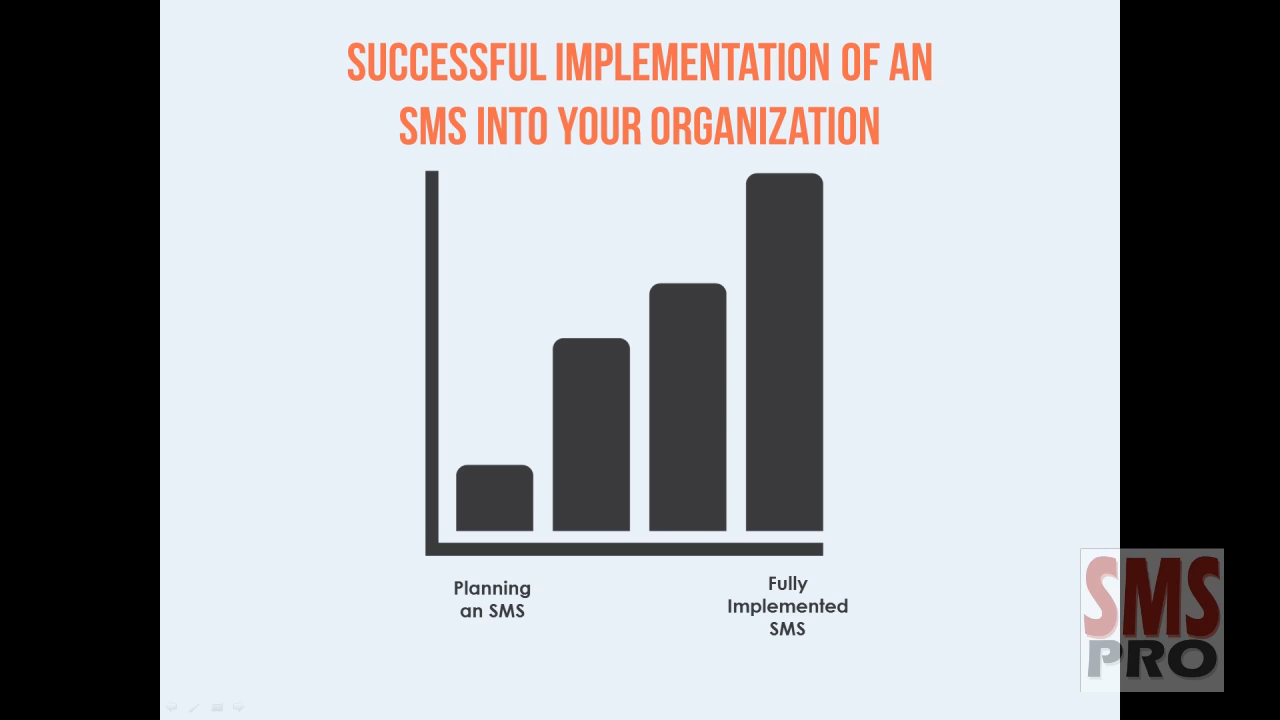 SUCCESSFUL IMPLEMENTATION OF AN
SMS INTO YOUR ORGANIZATION
Planning
an SMS
Fully
Implemented
SMS
SMS
PRO